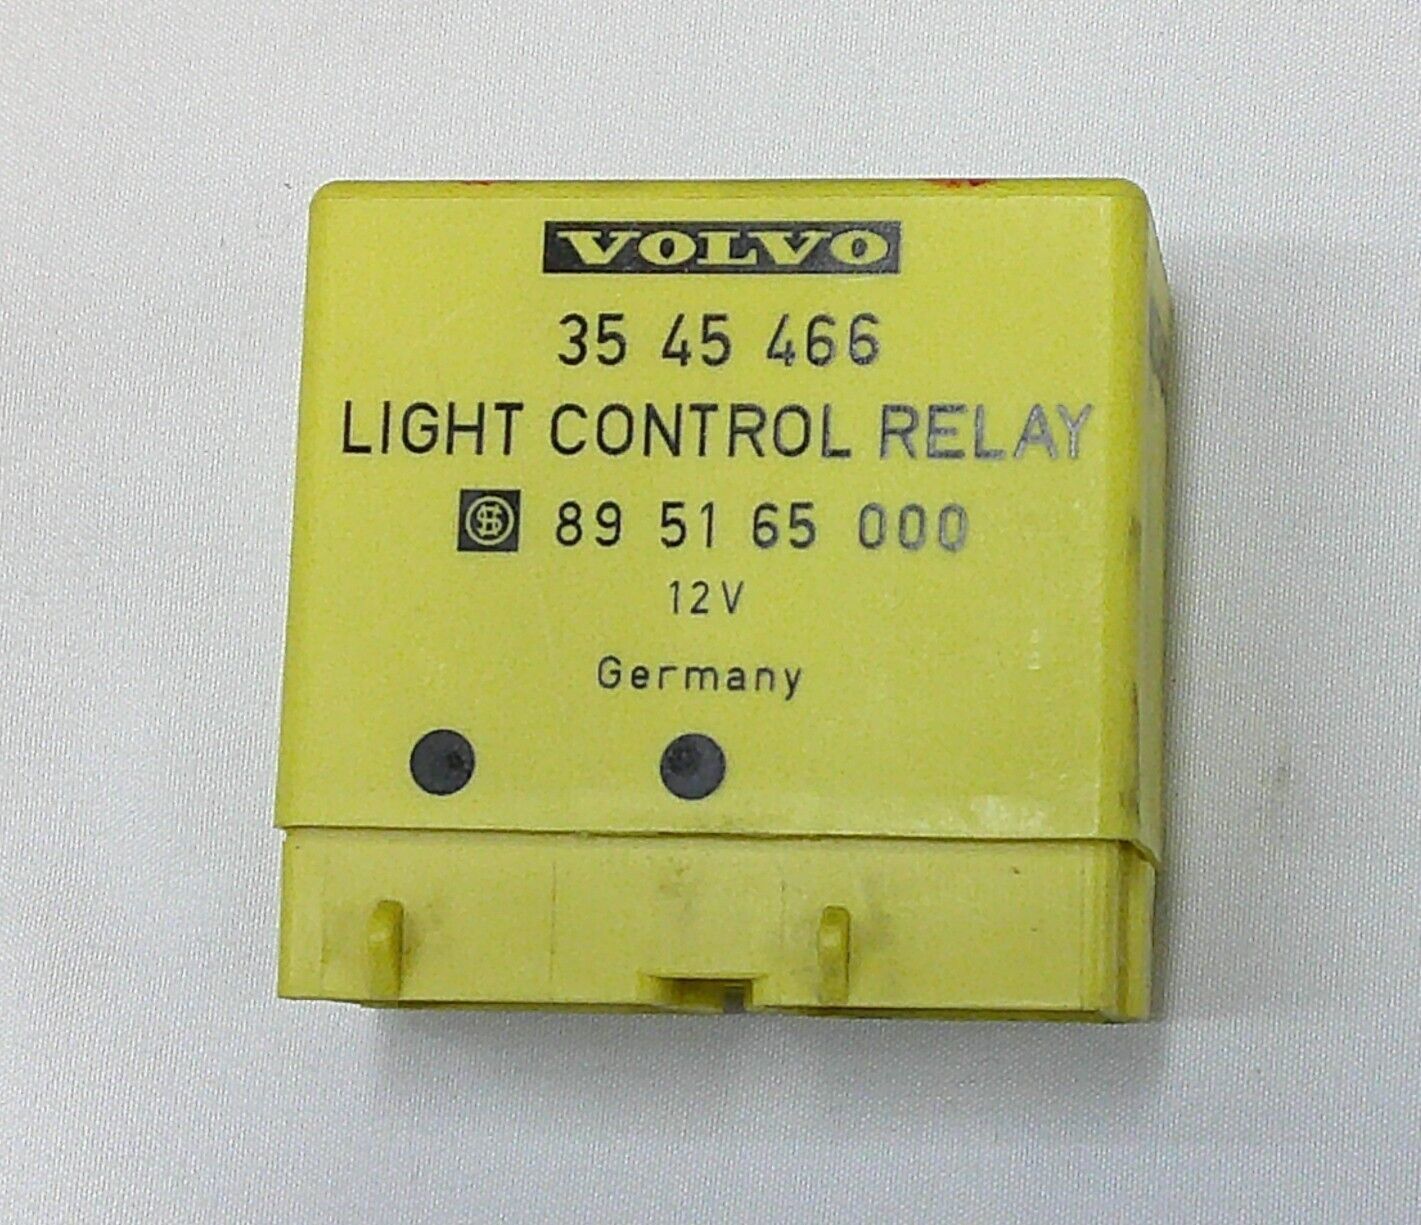 VOLVO
35 45 466
LIGHT CONTROL RELAY
89 51 65 000
12V
Germany